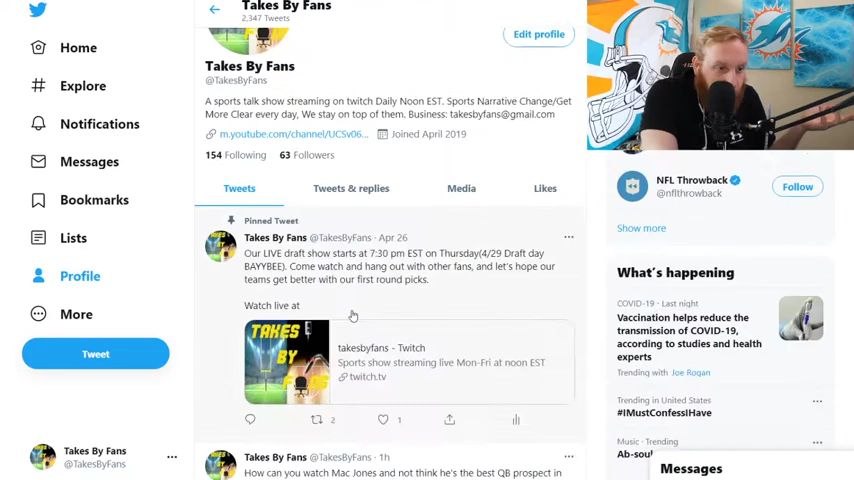 Home
Explore
Notifications
Messages
Bookmarks
Lists
Profile
More
Tweet
Takes By Fans
@TakesByFans
Takes By Fans
2,347 Tweets
Edit profile
Takes By Fans
@TakesByFans
A sports talk show streaming on twitch Daily Noon EST. Sports Narrative Change/Get
More Clear every day, We stay on top of them. Business: takesbyfans@gmail.com
m.youtube.com/channel/UCSv06... Joined April 2019
154 Following 63 Followers
Tweets Tweets & replies Media Likes
Pinned Tweet
Takes By Fans @TakesByFans · Apr 26
Our LIVE draft show starts at 7:30 pm EST on Thursday(4/29 Draft day
BAYYBEE). Come watch and hang out with other fans, and let's hope our
teams get better with our first round picks.
Watch live at
TAKES
BY
takesbyfans - Twitch
Sports show streaming live Mon-Fri at noon EST
twitch.tv
2 1
Takes By Fans @TakesByFans · 1h
How can you watch Mac Jones and not think he's the best QB prospect in
NFL Throwback
@nflthrowback
Follow
Show more
What's happening
COVID-19 · Last night
Vaccination helps reduce the
transmission of COVID-19,
according to studies and health
experts
Trending with Joe Rogan
Trending in United States
#IMustConfessIHave
Music · Trending
Ab-soul
Messages